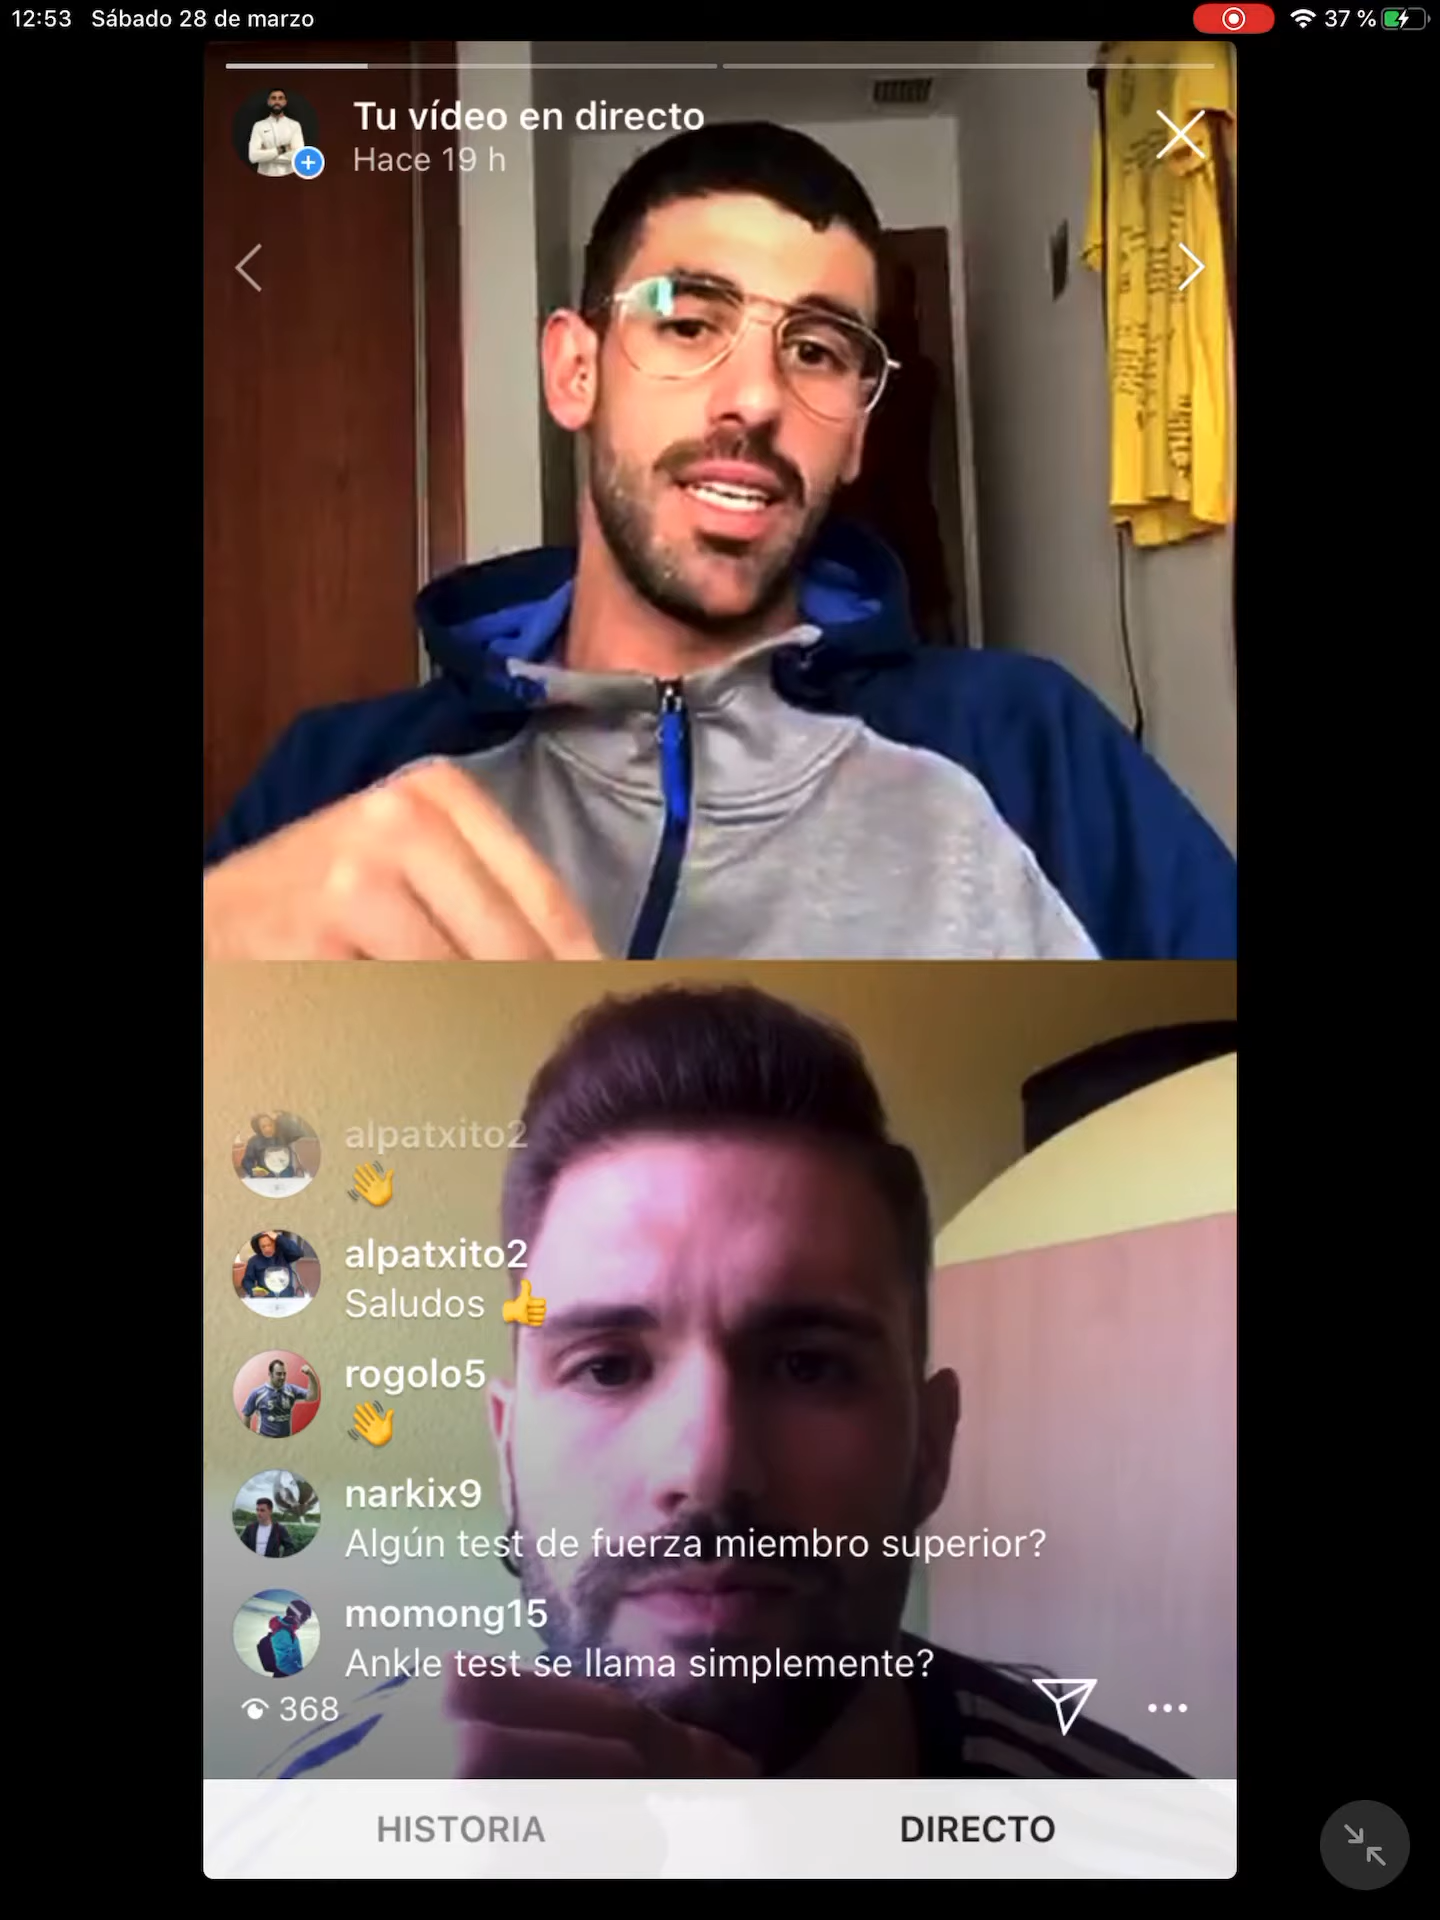 12:53 Sábado 28 de marzo
37 %
Tu vídeo en directo
Hace 19 h
alpatxito2
👋
alpatxito2
Saludos 👍
rogolo5
👋
narkix9
Algún test de fuerza miembro superior?
momong15
Ankle test se llama simplemente?
368
HISTORIA
DIRECTO